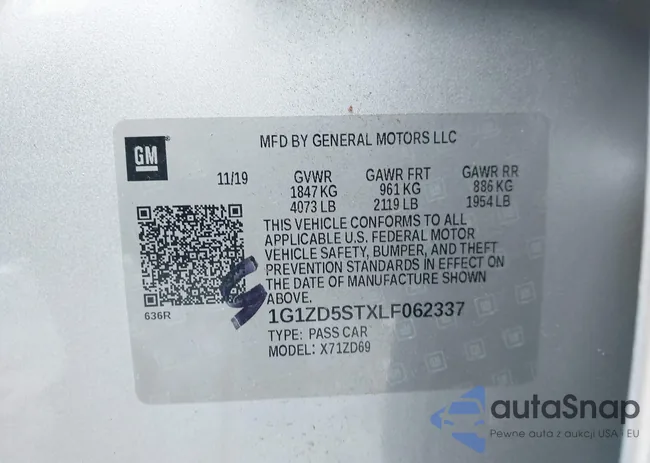 GM
MFD BY GENERAL MOTORS LLC
11/19 GVWR GAWR FRT GAWR RR
1847 KG 961 KG 886 KG
4073 LB 2119 LB 1954 LB
THIS VEHICLE CONFORMS TO ALL
APPLICABLE U.S. FEDERAL MOTOR
VEHICLE SAFETY, BUMPER, AND THEFT
PREVENTION STANDARDS IN EFFECT ON
THE DATE OF MANUFACTURE SHOWN
ABOVE.
636R
1G1ZD5STXLF062337
TYPE: PASS CAR
MODEL: X71ZD69
autaSnap
Pewne auta z aukcji USA - EU